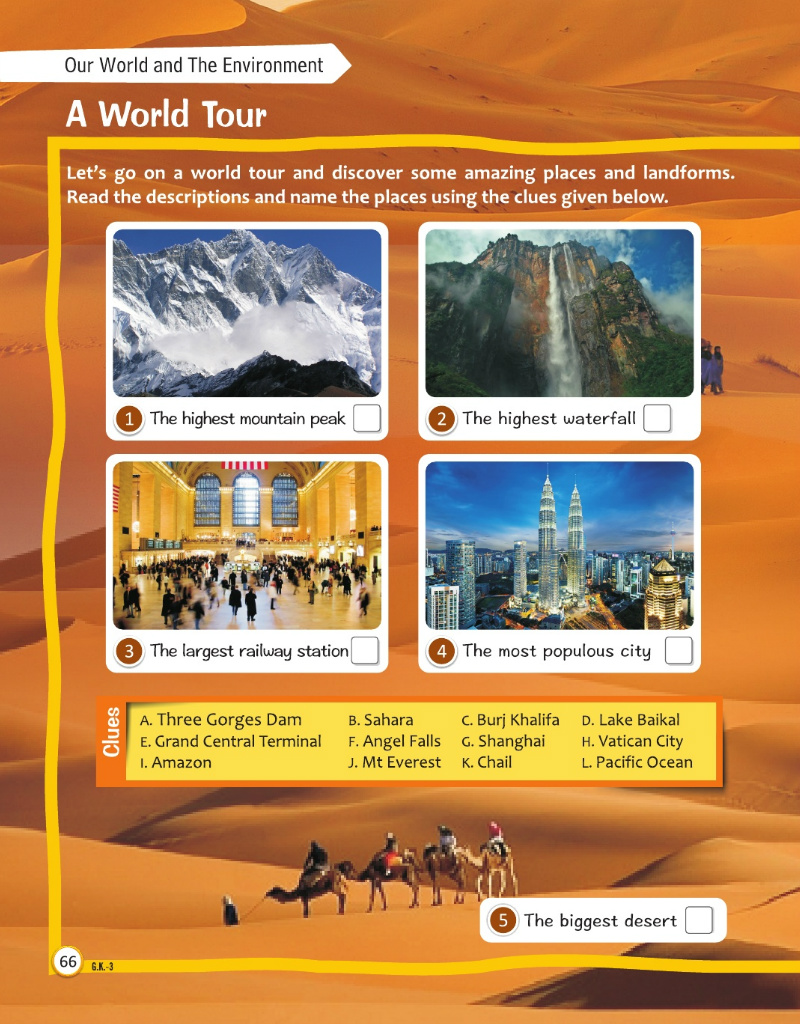 Our World and The Environment
A World Tour
Let's go on a world tour and discover some amazing places and landforms.
Read the descriptions and name the places using the clues given below.
1 The highest mountain peak
2 The highest waterfall
3 The largest railway station
4 The most populous city
Clues
A. Three Gorges Dam B. Sahara C. Burj Khalifa D. Lake Baikal
E. Grand Central Terminal F. Angel Falls G. Shanghai H. Vatican City
I. Amazon J. Mt Everest K. Chail L. Pacific Ocean
5 The biggest desert
66 G.K.-3